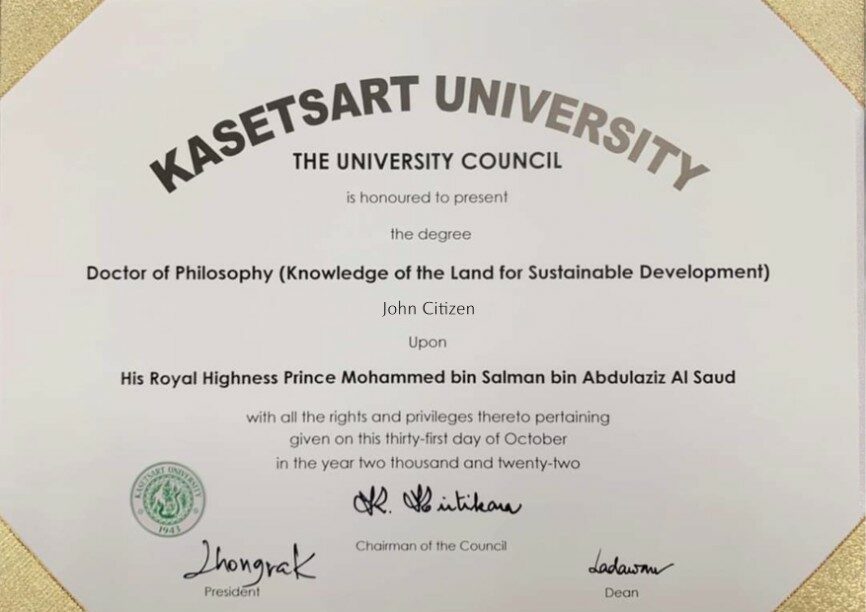 KASETSART UNIVERSITY
THE UNIVERSITY COUNCIL
is honoured to present
the degree
Doctor of Philosophy (Knowledge of the Land for Sustainable Development)
John Citizen
Upon
His Royal Highness Prince Mohammed bin Salman bin Abdulaziz Al Saud
with all the rights and privileges thereto pertaining
given on this thirty-first day of October
in the year two thousand and twenty-two
KASETSART UNIVERSITY
1943
Chairman of the Council
President
Dean